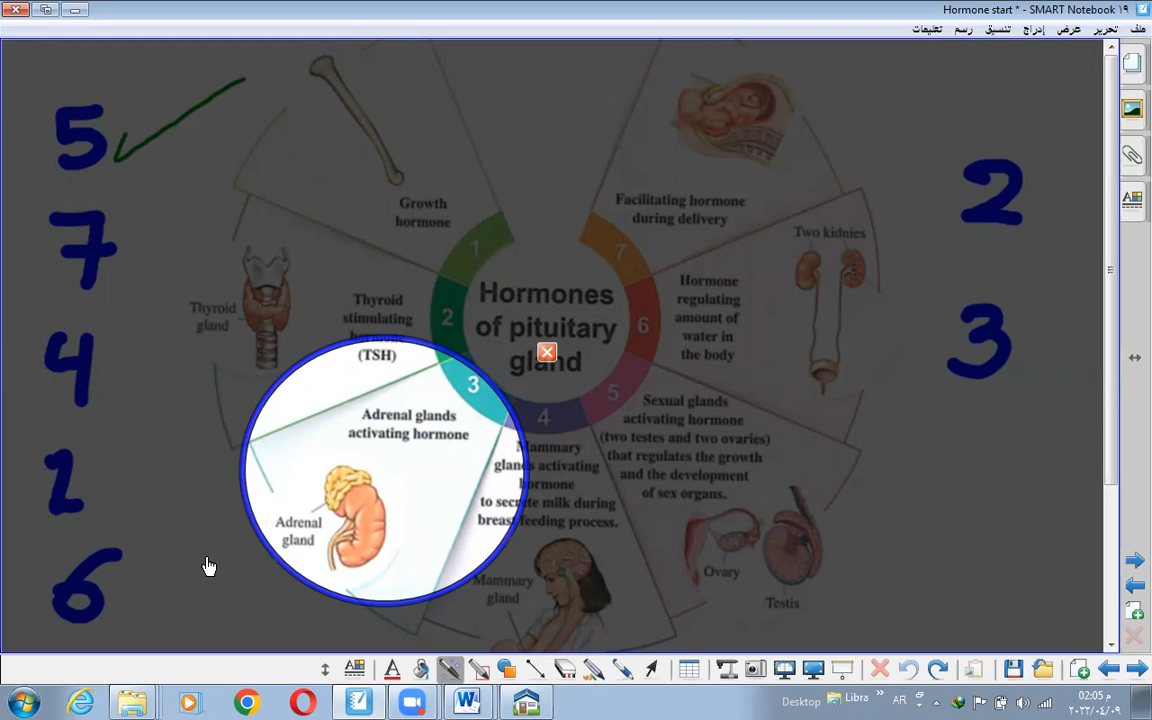 Hormone start * - SMART Notebook ١٩
ملف تحرير عرض إدراج تنسيق رسم تعليمات
5
7
4
1
6
2
3
Growth
hormone
1
Thyroid
gland
Thyroid
stimulating
hormone
(TSH)
2
Adrenal glands
activating hormone
3
Adrenal
gland
Hormones
of pituitary
gland
4
Mammary
glands activating
hormone
to secrete milk during
breast feeding process.
Mammary
gland
5
Sexual glands
activating hormone
(two testes and two ovaries)
that regulates the growth
and the development
of sex organs.
Ovary
Testis
6
Hormone
regulating
amount of
water in
the body
Two kidnies
7
Facilitating hormone
during delivery
Desktop
Libra
AR
02:05 م
٢٠٢٢/٠٤/٠٩